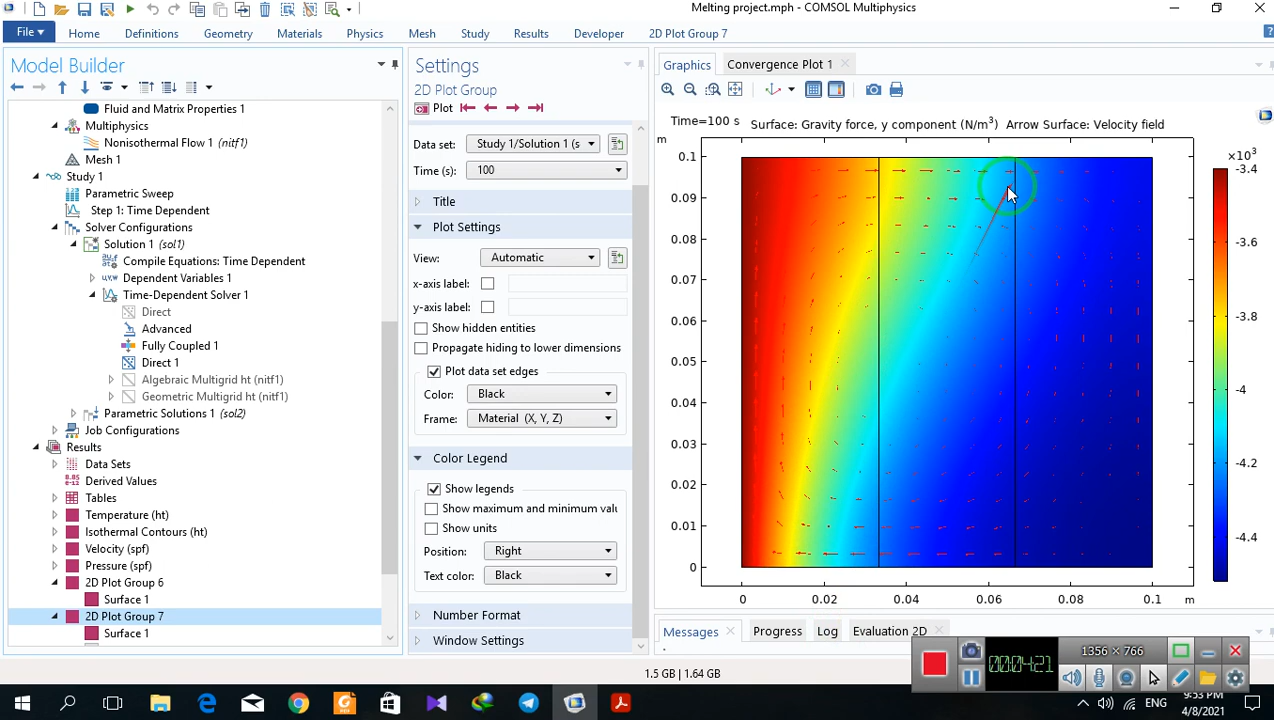 Melting project.mph - COMSOL Multiphysics
File
Home
Definitions
Geometry
Materials
Physics
Mesh
Study
Results
Developer
2D Plot Group 7
Model Builder
Fluid and Matrix Properties 1
Multiphysics
Nonisothermal Flow 1 (nitf1)
Mesh 1
Study 1
Parametric Sweep
Step 1: Time Dependent
Solver Configurations
Solution 1 (sol1)
Compile Equations: Time Dependent
Dependent Variables 1
Time-Dependent Solver 1
Direct
Advanced
Fully Coupled 1
Direct 1
Algebraic Multigrid ht (nitf1)
Geometric Multigrid ht (nitf1)
Parametric Solutions 1 (sol2)
Job Configurations
Results
Data Sets
8.85
e-12
Derived Values
Tables
Temperature (ht)
Isothermal Contours (ht)
Velocity (spf)
Pressure (spf)
2D Plot Group 6
Surface 1
2D Plot Group 7
Surface 1
Settings
2D Plot Group
Plot
Data set: Study 1/Solution 1 (s
Time (s): 100
Title
Plot Settings
View: Automatic
x-axis label:
y-axis label:
Show hidden entities
Propagate hiding to lower dimensions
Plot data set edges
Color: Black
Frame: Material (X, Y, Z)
Color Legend
Show legends
Show maximum and minimum valu
Show units
Position: Right
Text color: Black
Number Format
Window Settings
Graphics
Convergence Plot 1
Time=100 s Surface: Gravity force, y component (N/m³) Arrow Surface: Velocity field
m
0.1
0.09
0.08
0.07
0.06
0.05
0.04
0.03
0.02
0.01
0
0 0.02 0.04 0.06 0.08 0.1 m
×10³
-3.4
-3.6
-3.8
-4
-4.2
-4.4
Messages
Progress
Log
Evaluation 2D
1.5 GB | 1.64 GB
00:04:21
1356 × 766
ENG
9:53 PM
4/8/2021